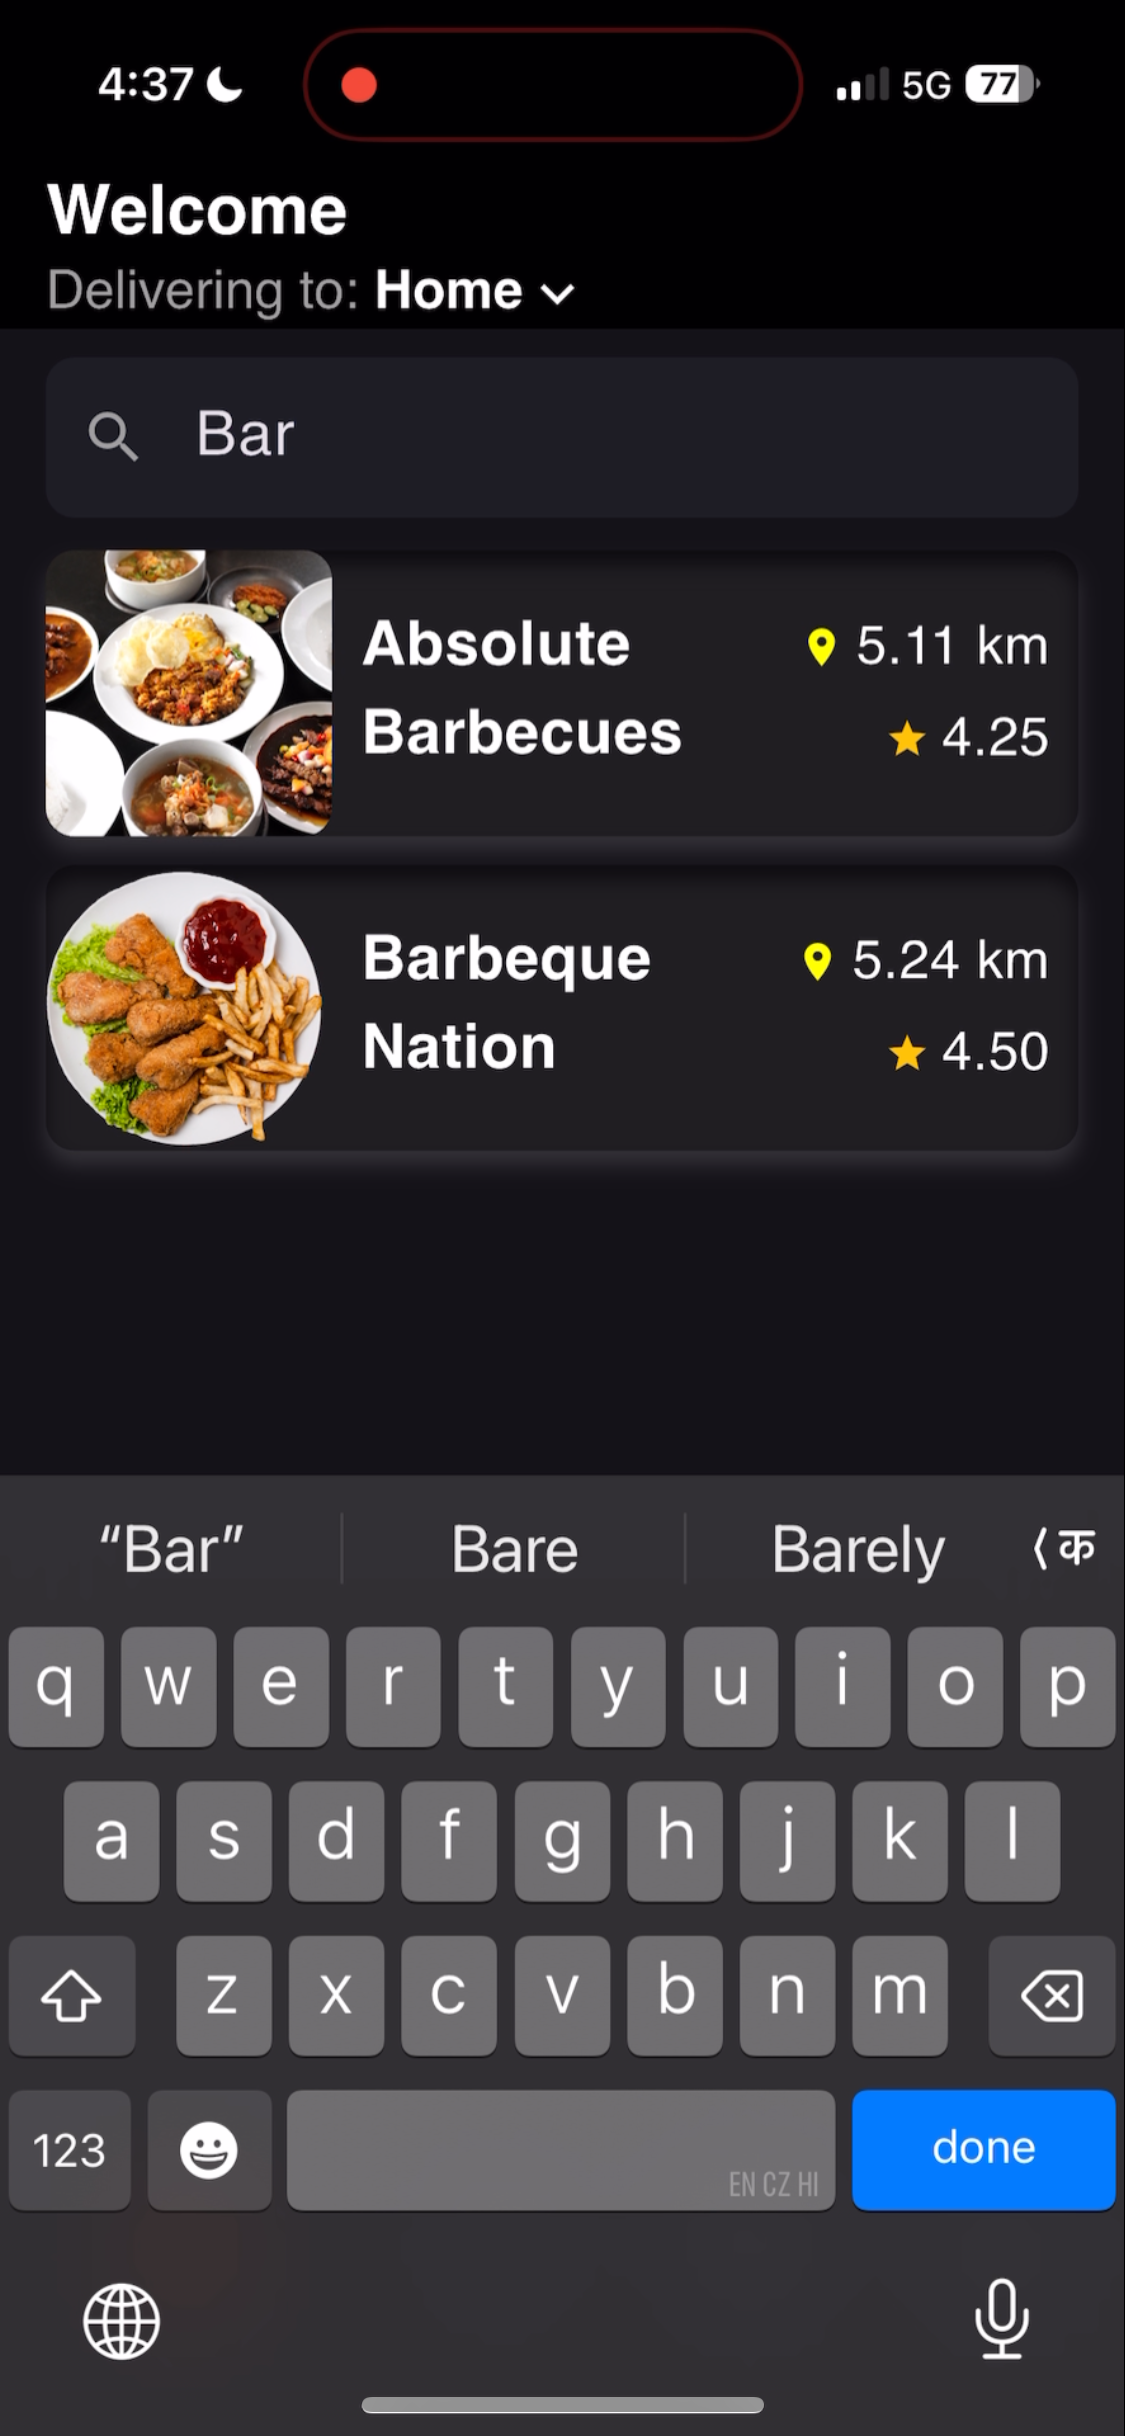 4:37 5G 77
Welcome
Delivering to: Home
Bar
Absolute 5.11 km
Barbecues 4.25
Barbeque 5.24 km
Nation 4.50
“Bar” Bare Barely क
q w e r t y u i o p
a s d f g h j k l
z x c v b n m
123 EN CZ HI done